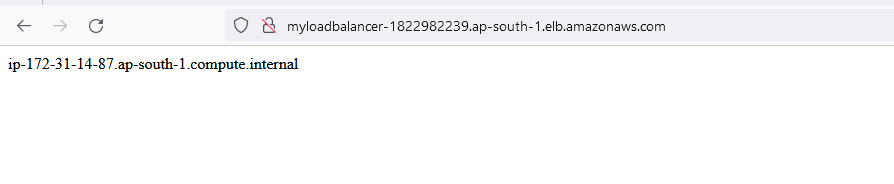 myloadbalancer-1822982239.ap-south-1.elb.amazonaws.com
ip-172-31-14-87.ap-south-1.compute.internal